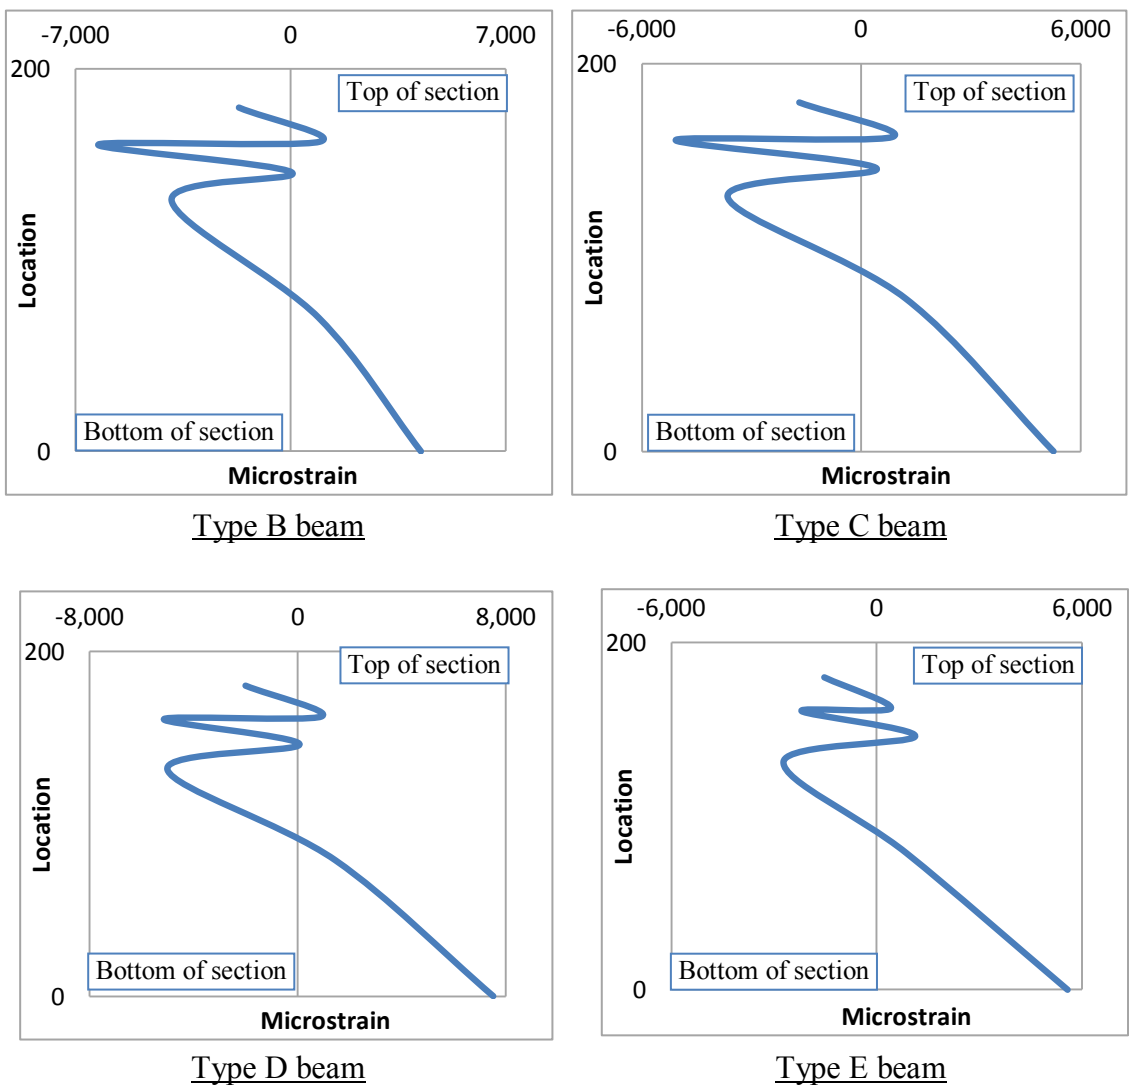 -7,000 0 7,000
200
Top of section
Location
Bottom of section
0
Microstrain
Type B beam
-6,000 0 6,000
200
Top of section
Location
Bottom of section
0
Microstrain
Type C beam
-8,000 0 8,000
200
Top of section
Location
Bottom of section
0
Microstrain
Type D beam
-6,000 0 6,000
200
Top of section
Location
Bottom of section
0
Microstrain
Type E beam